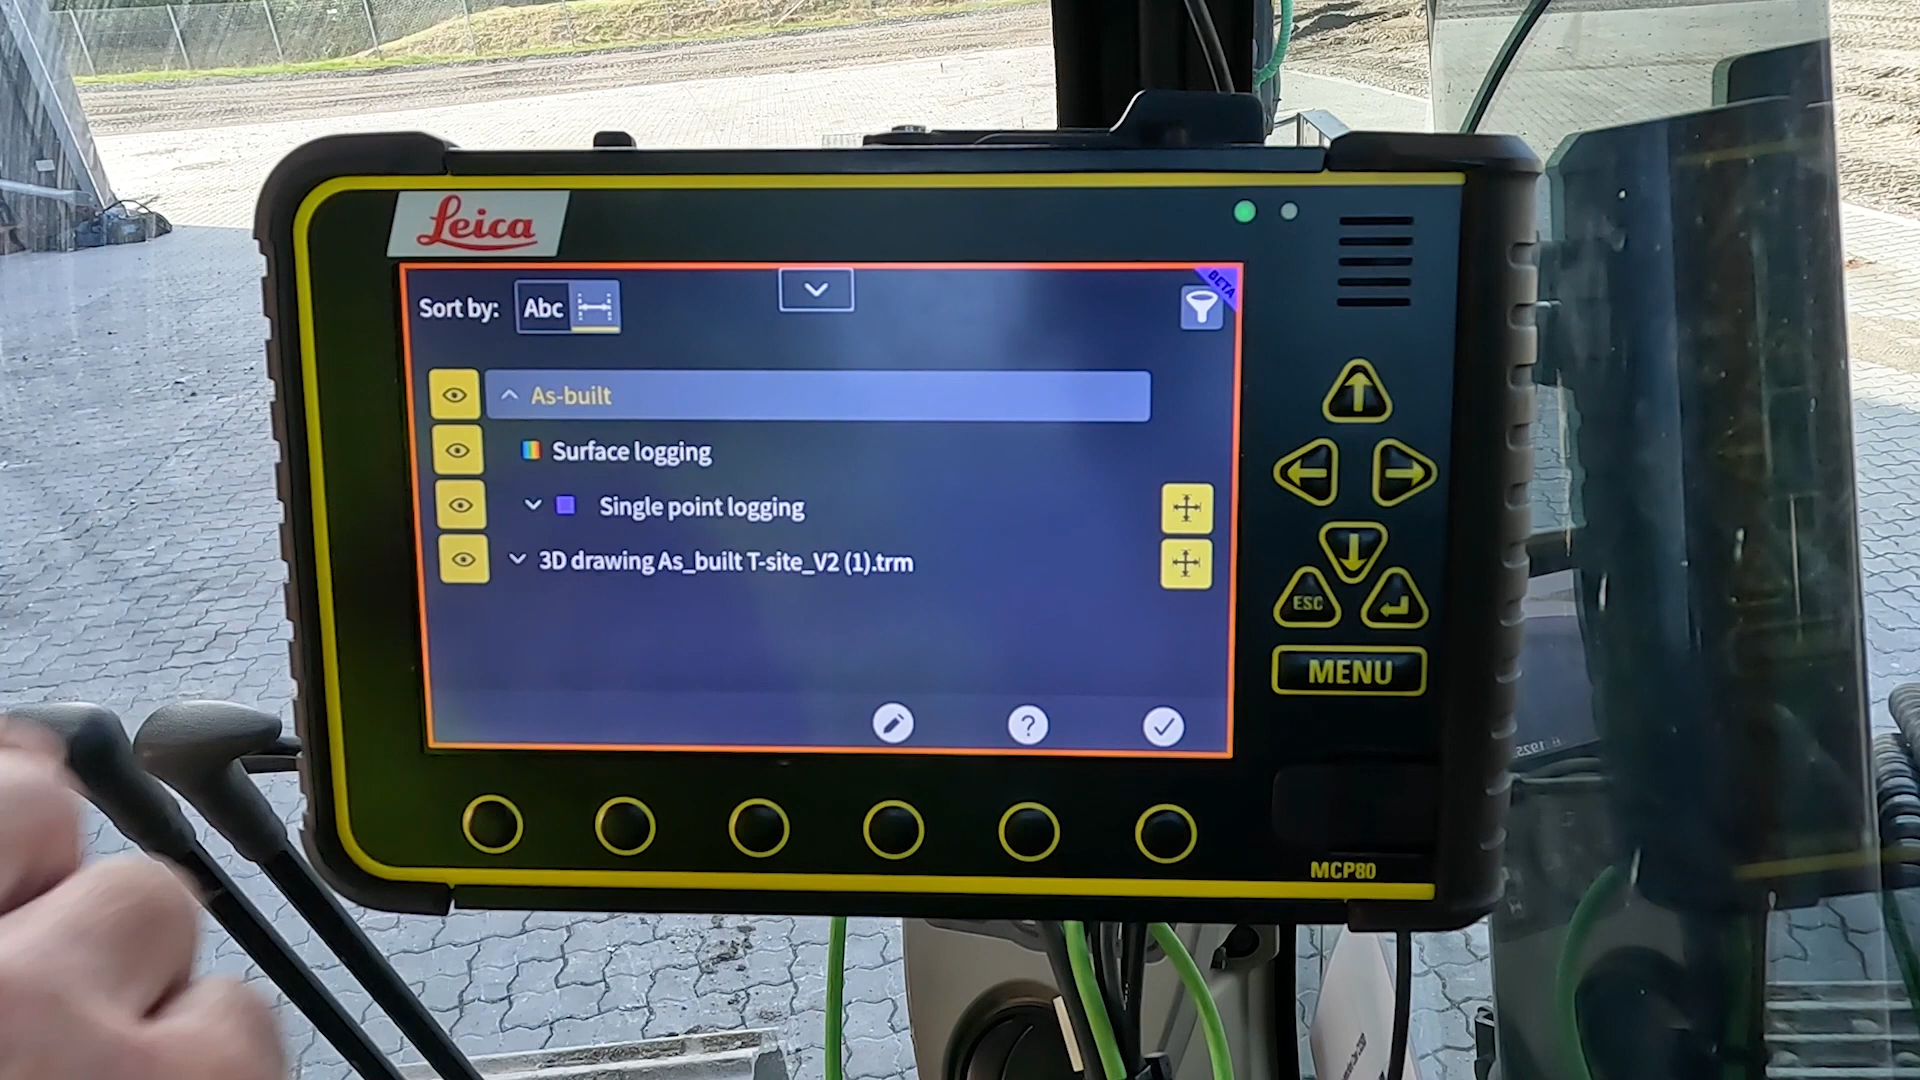 Leica
BETA
Sort by: Abc
As-built
Surface logging
Single point logging
3D drawing As_built T-site_V2 (1).trm
?
ESC
MENU
MCP80